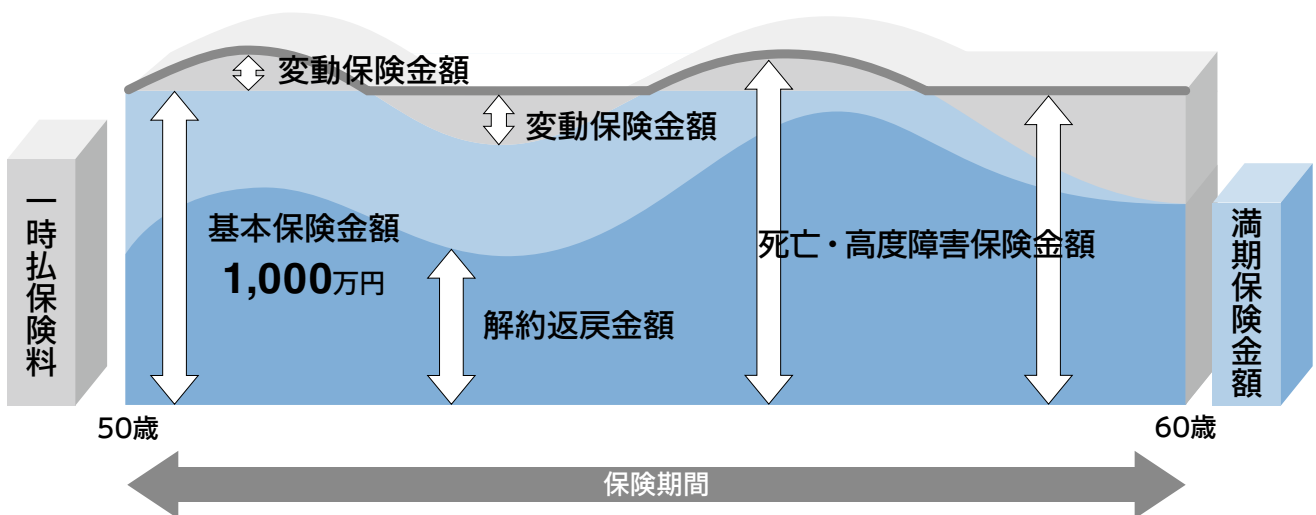 変動保険金額
変動保険金額
一時払保険料
基本保険金額
1,000万円
死亡・高度障害保険金額
解約返戻金額
満期保険金額
50歳
60歳
保険期間